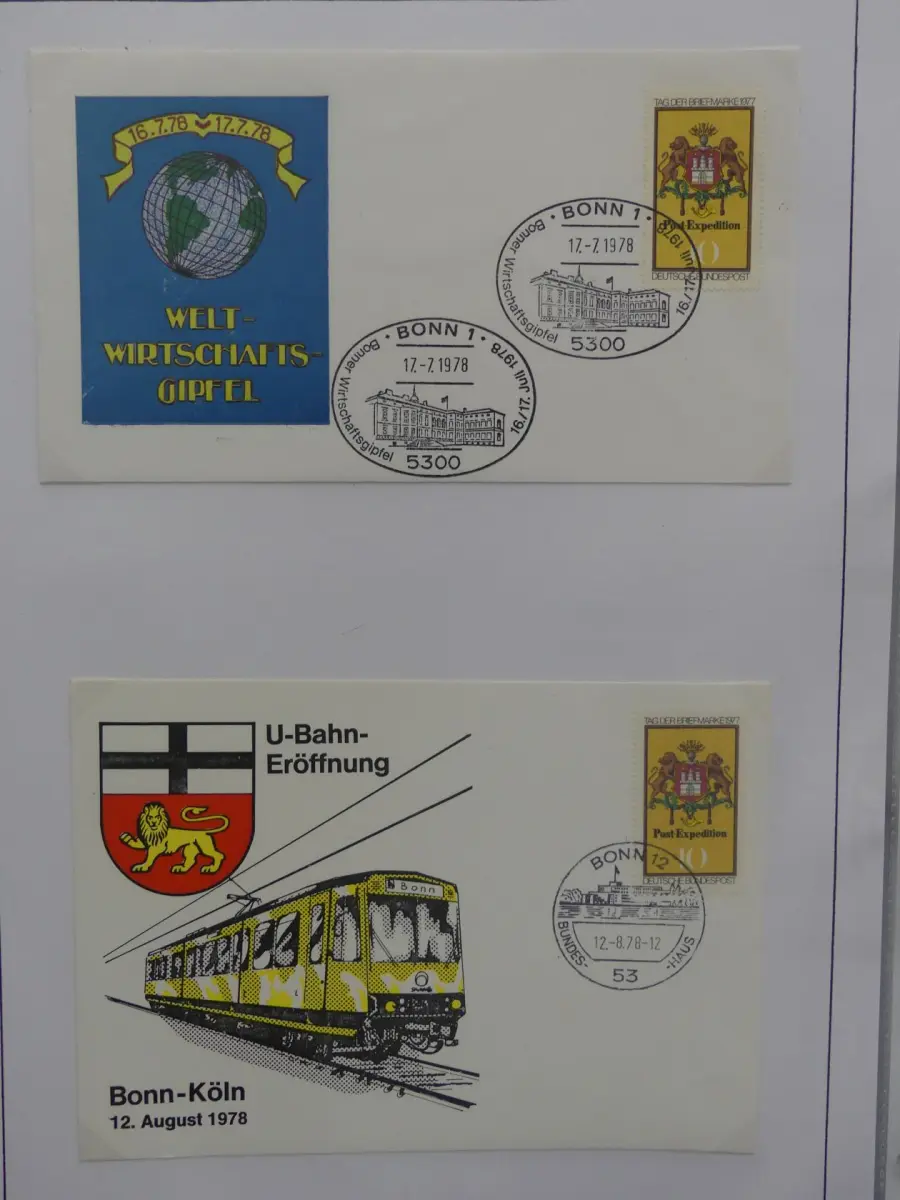 16.7.78 17.7.78
WELT-
WIRTSCHAFTS-
GIPFEL
TAG DER BRIEFMARKE 1977
Post-Expedition
10
DEUTSCHE BUNDESPOST
· BONN 1 ·
17.-7.1978
Bonner Wirtschaftsgipfel
16./17. Juli 1978
5300
· BONN 1 ·
17.-7.1978
Bonner Wirtschaftsgipfel
16./17. Juli 1978
5300
U-Bahn-
Eröffnung
Bonn
Bonn-Köln
12. August 1978
TAG DER BRIEFMARKE 1977
Post-Expedition
10
DEUTSCHE BUNDESPOST
BONN 12
12.-8.78-12
BUNDES-
-HAUS
53